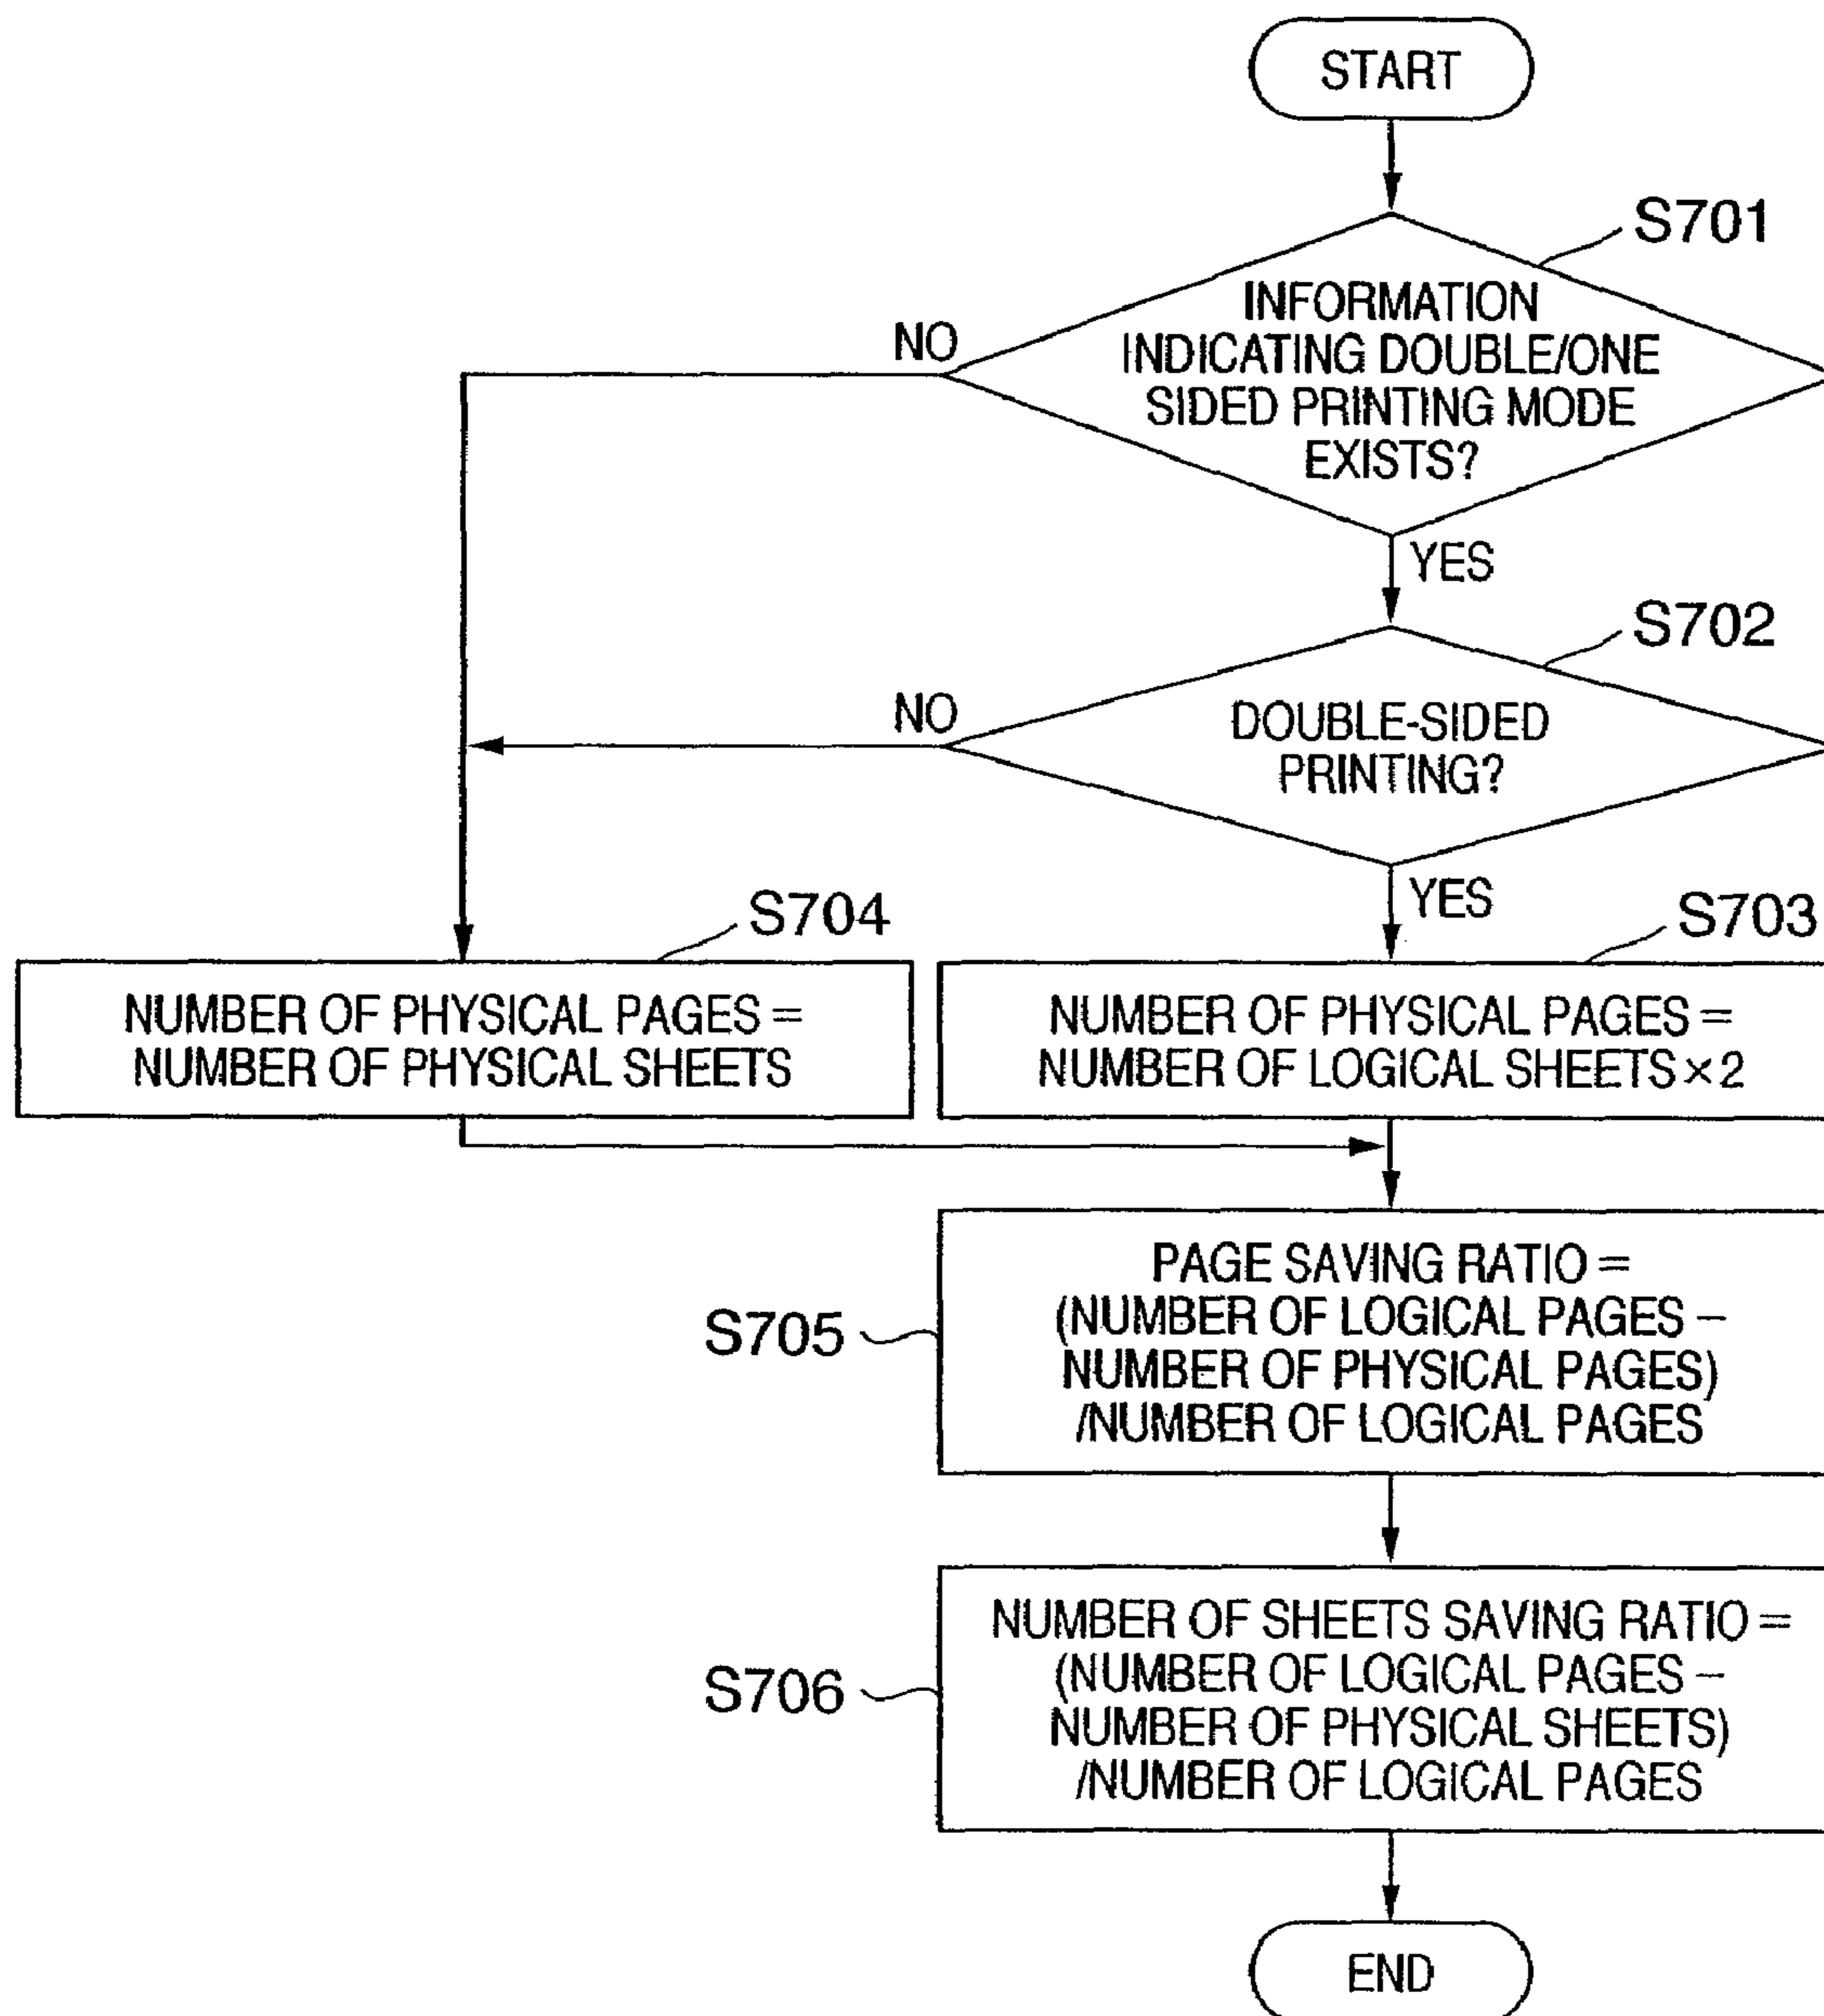 START
S701
INFORMATION
INDICATING DOUBLE/ONE
SIDED PRINTING MODE
EXISTS?
NO
YES
S702
DOUBLE-SIDED
PRINTING?
NO
YES
S704
NUMBER OF PHYSICAL PAGES =
NUMBER OF PHYSICAL SHEETS
S703
NUMBER OF PHYSICAL PAGES =
NUMBER OF LOGICAL SHEETS×2
S705
PAGE SAVING RATIO =
(NUMBER OF LOGICAL PAGES −
NUMBER OF PHYSICAL PAGES)
/NUMBER OF LOGICAL PAGES
S706
NUMBER OF SHEETS SAVING RATIO =
(NUMBER OF LOGICAL PAGES −
NUMBER OF PHYSICAL SHEETS)
/NUMBER OF LOGICAL PAGES
END